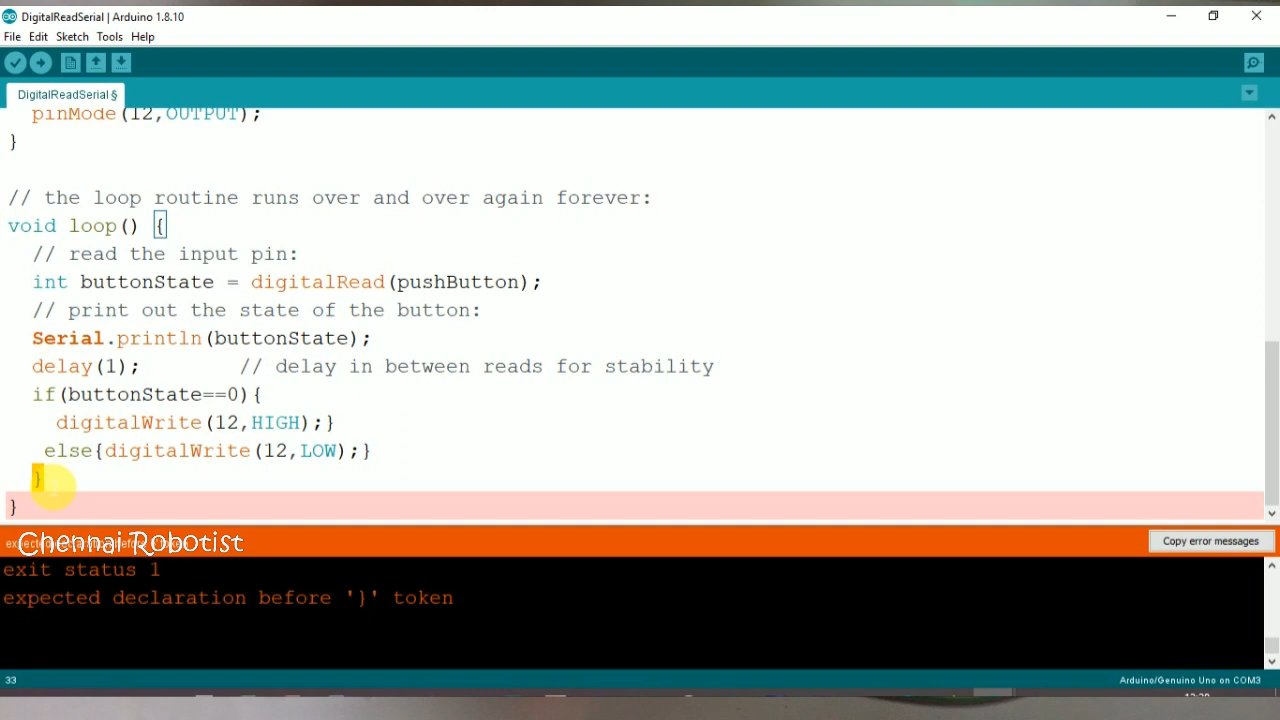 DigitalReadSerial | Arduino 1.8.10
File Edit Sketch Tools Help
DigitalReadSerial §
pinMode(12,OUTPUT);
}
// the loop routine runs over and over again forever:
void loop() {
// read the input pin:
int buttonState = digitalRead(pushButton);
// print out the state of the button:
Serial.println(buttonState);
delay(1); // delay in between reads for stability
if(buttonState==0){
digitalWrite(12,HIGH);}
else{digitalWrite(12,LOW);}
}
}
Chennai Robotist
Copy error messages
exit status 1
expected declaration before '}' token
33
Arduino/Genuino Uno on COM3